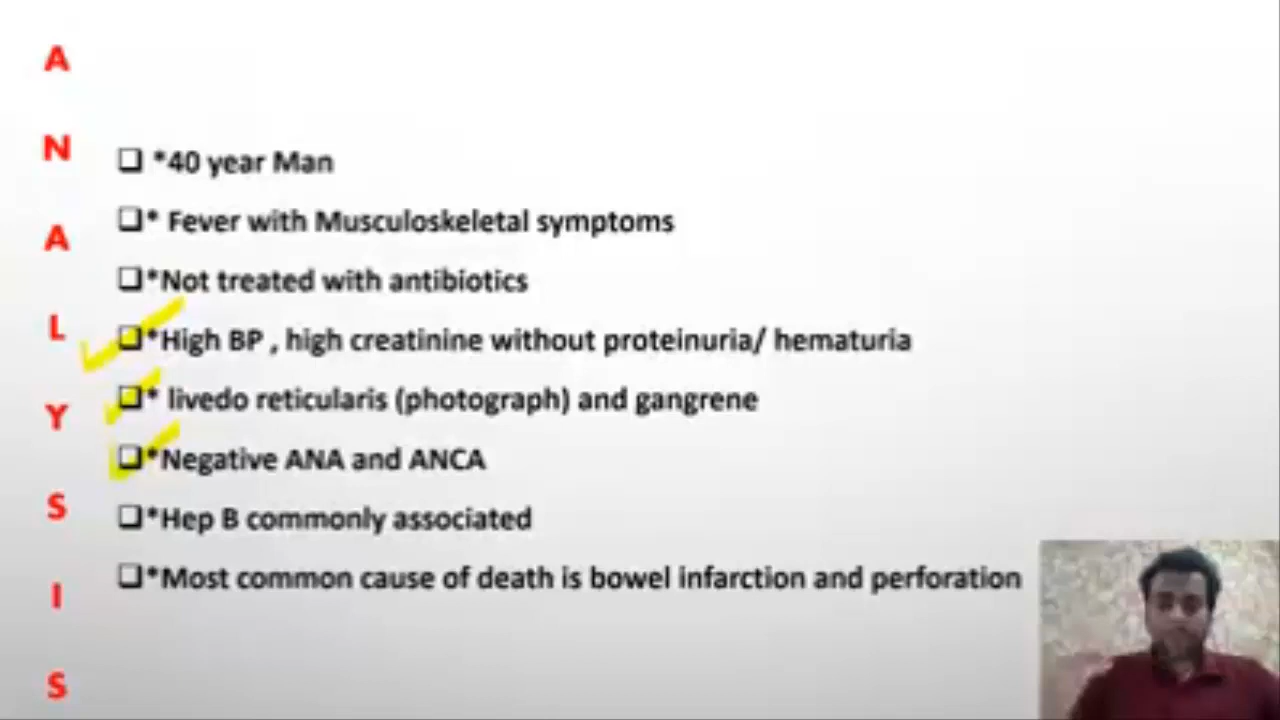 A
N
A
L
Y
S
I
S
*40 year Man
* Fever with Musculoskeletal symptoms
*Not treated with antibiotics
*High BP , high creatinine without proteinuria/ hematuria
* livedo reticularis (photograph) and gangrene
*Negative ANA and ANCA
*Hep B commonly associated
*Most common cause of death is bowel infarction and perforation